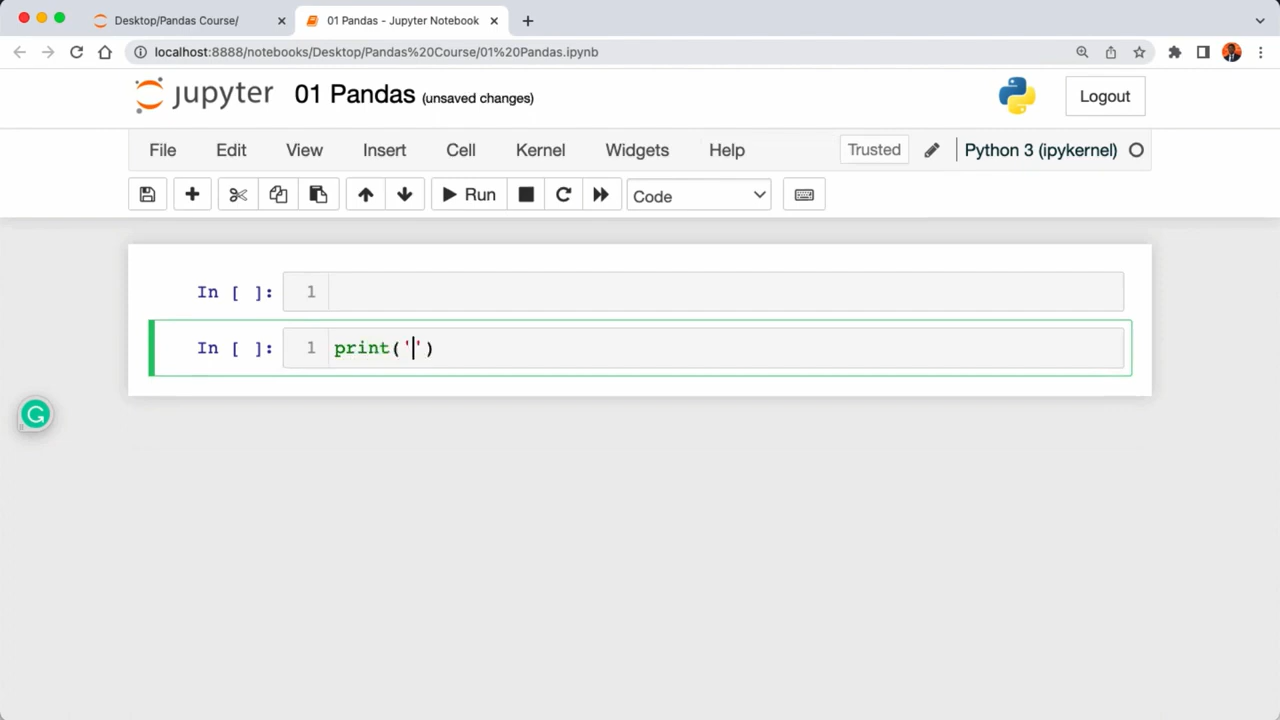 Desktop/Pandas Course/
01 Pandas - Jupyter Notebook
localhost:8888/notebooks/Desktop/Pandas%20Course/01%20Pandas.ipynb
jupyter 01 Pandas (unsaved changes)
Logout
File Edit View Insert Cell Kernel Widgets Help Trusted Python 3 (ipykernel)
Run Code
In [ ]: 1
In [ ]: 1 print('')